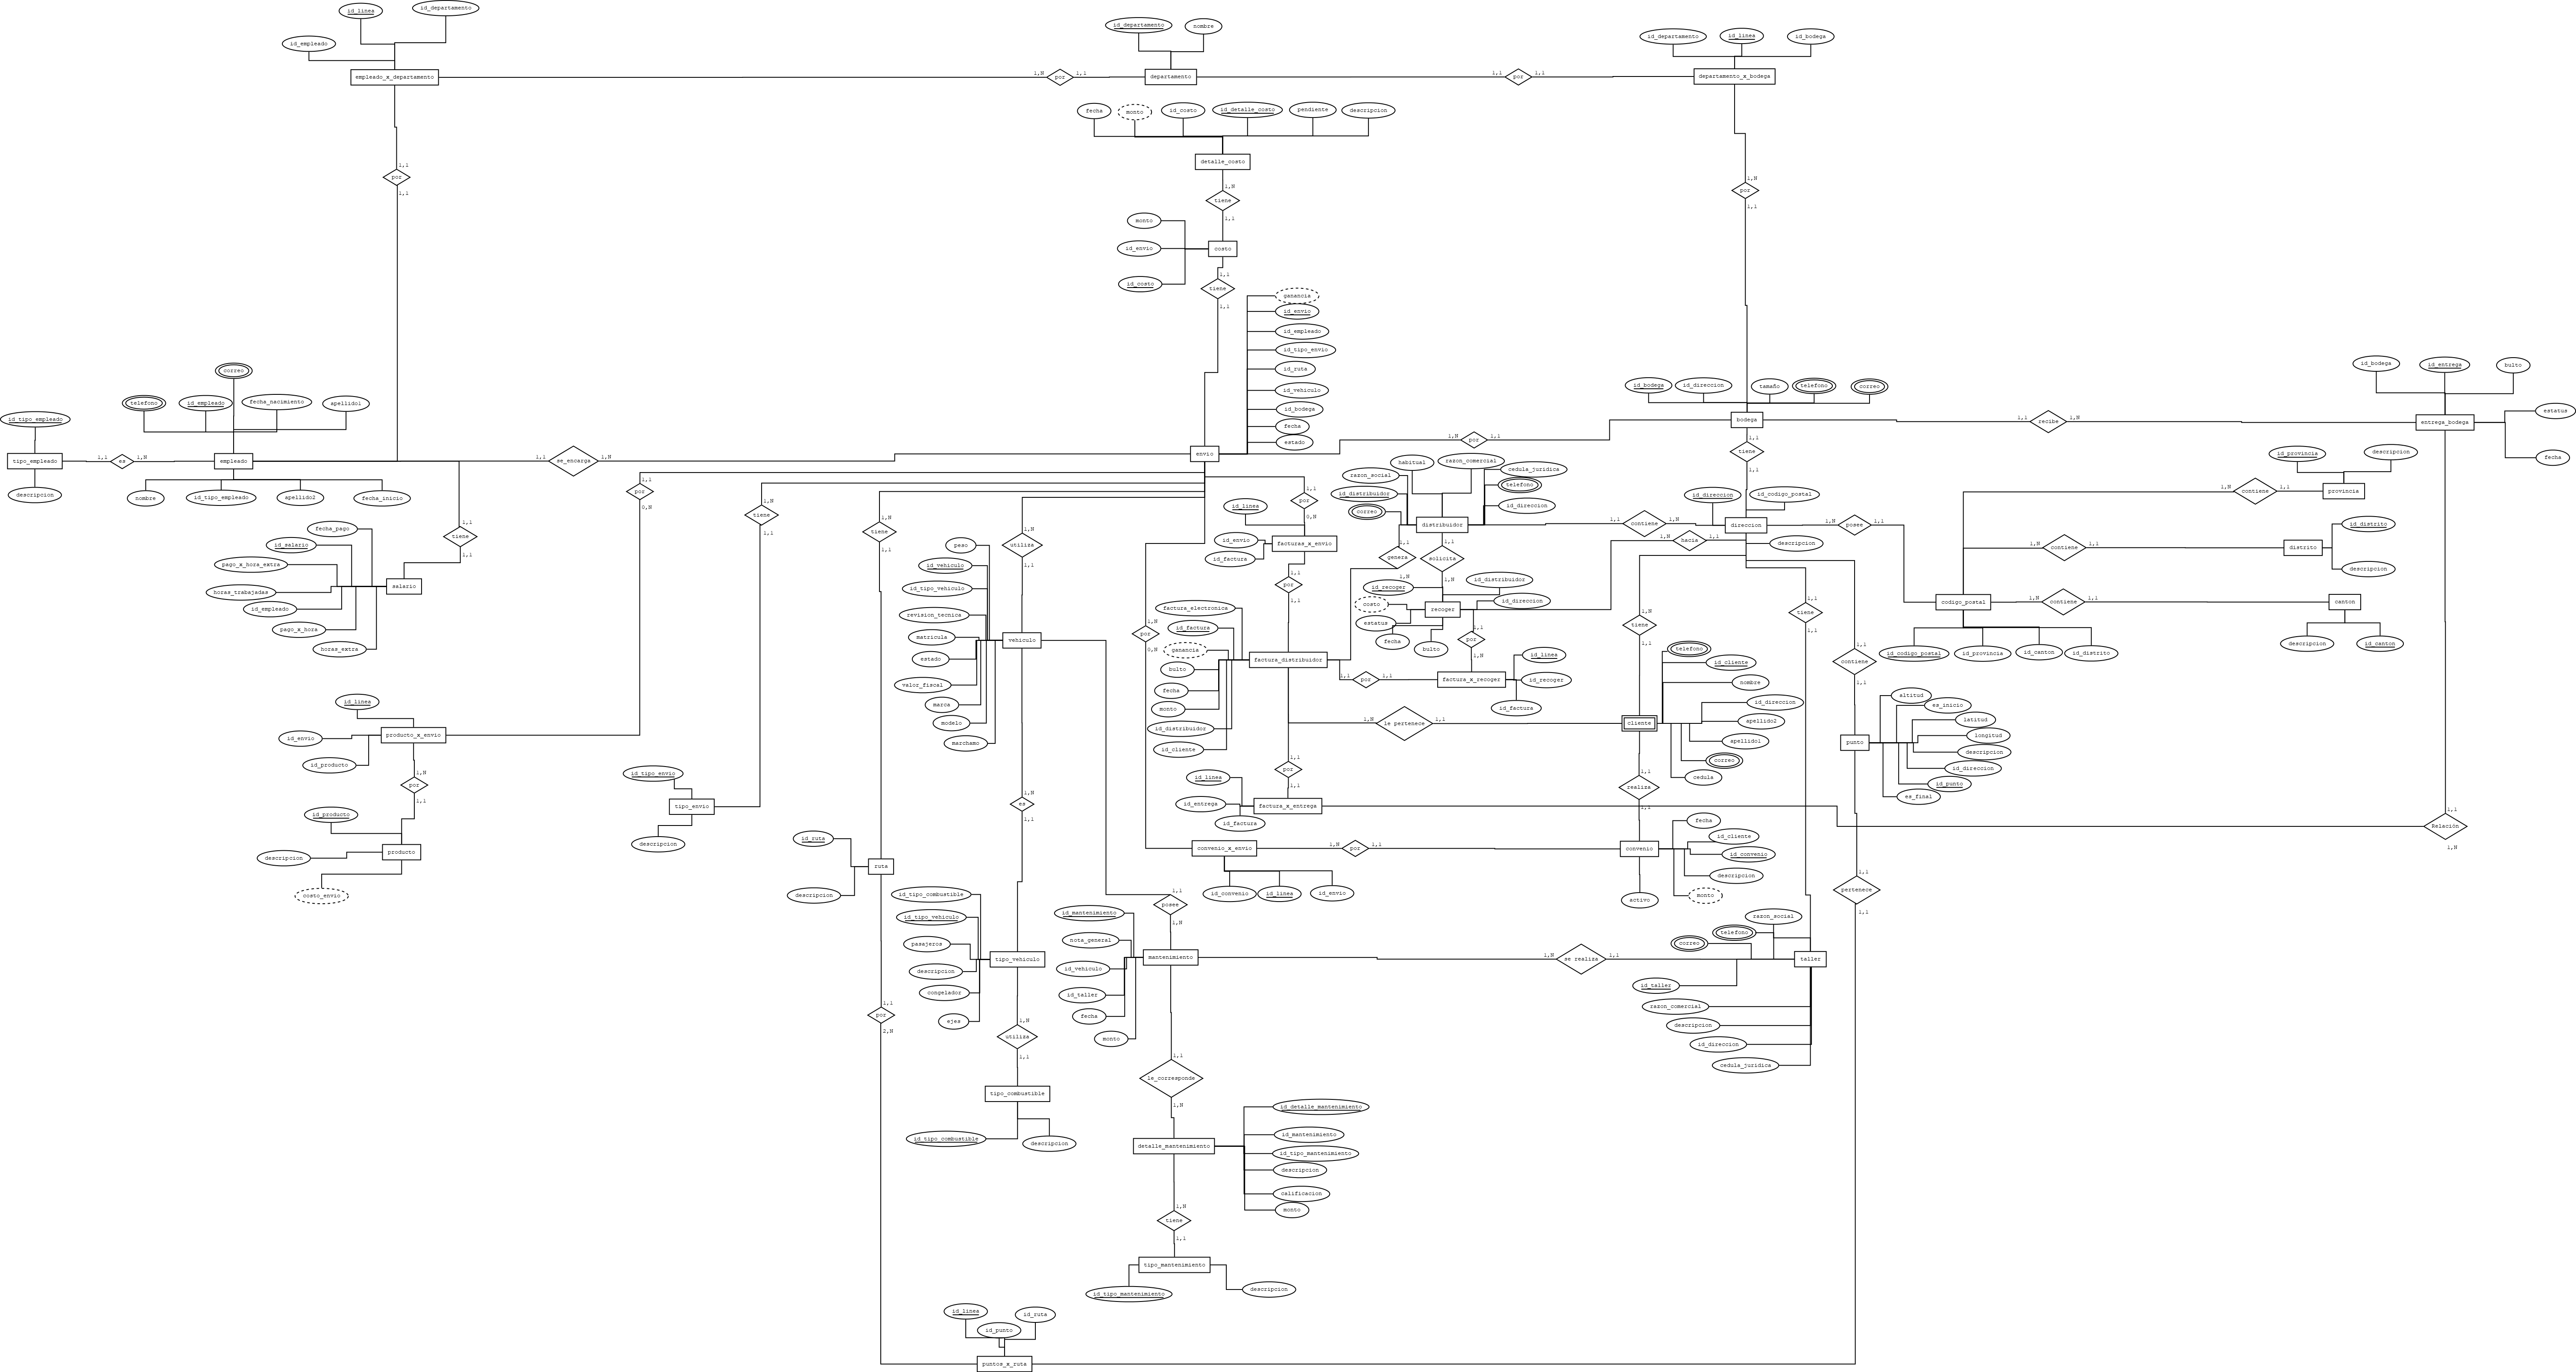 id_linea
id_departamento
id_empleado
empleado_x_departamento
1,N
por
1,1
id_departamento
nombre
departamento
1,1
por
1,1
id_departamento
id_linea
id_bodega
departamento_x_bodega
fecha
monto
id_costo
id_detalle_costo
pendiente
descripcion
detalle_costo
1,N
tiene
1,1
monto
id_envio
id_costo
costo
1,1
tiene
1,1
1,1
por
1,1
1,N
por
1,1
ganancia
id_envio
id_empleado
id_tipo_envio
id_ruta
id_vehiculo
id_bodega
fecha
estado
envio
correo
telefono
id_empleado
fecha_nacimiento
apellido1
id_tipo_empleado
tipo_empleado
descripcion
1,1
es
1,N
empleado
nombre
id_tipo_empleado
apellido2
fecha_inicio
1,1
se_encarga
1,N
1,1
tiene
1,1
fecha_pago
id_salario
pago_x_hora_extra
horas_trabajadas
id_empleado
pago_x_hora
horas_extra
salario
1,1
por
0,N
1,N
tiene
1,1
1,N
tiene
1,1
1,N
utiliza
1,1
1,N
por
1,1
id_bodega
id_direccion
tamaño
telefono
correo
bodega
1,1
recibe
1,N
id_bodega
id_entrega
bulto
estatus
entrega_bodega
fecha
1,1
tiene
1,1
id_linea
id_envio
id_factura
1,1
por
0,N
facturas_x_envio
1,1
por
1,1
habitual
razon_comercial
razon_social
cedula_juridica
id_distribuidor
telefono
correo
id_direccion
distribuidor
1,1
contiene
1,N
id_direccion
id_codigo_postal
direccion
descripcion
1,N
posee
1,1
1,1
genera
1,N
1,1
solicita
1,N
1,N
hacia
1,1
id_provincia
descripcion
1,N
contiene
1,1
provincia
id_distrito
1,N
contiene
1,1
distrito
descripcion
codigo_postal
1,N
contiene
1,1
canton
descripcion
id_canton
id_codigo_postal
id_provincia
id_canton
id_distrito
id_recoger
id_distribuidor
costo
id_direccion
estatus
recoger
fecha
bulto
1,1
por
1,N
id_linea
factura_x_recoger
id_recoger
id_factura
1,1
por
1,1
factura_electronica
id_factura
ganancia
bulto
fecha
monto
id_distribuidor
id_cliente
factura_distribuidor
1,N
le pertenece
1,1
1,N
tiene
1,1
telefono
id_cliente
nombre
id_direccion
apellido2
apellido1
correo
cedula
cliente
1,1
realiza
1,1
1,N
tiene
1,1
1,1
contiene
1,1
altitud
es_inicio
latitud
longitud
descripcion
id_direccion
id_punto
es_final
punto
peso
id_vehiculo
id_tipo_vehiculo
revision_tecnica
matricula
estado
valor_fiscal
marca
modelo
marchamo
vehiculo
1,N
por
0,N
id_linea
producto_x_envio
id_envio
id_producto
1,N
por
1,1
id_producto
descripcion
producto
costo_envio
id_tipo_envio
tipo_envio
descripcion
1,1
por
1,1
id_linea
id_entrega
id_factura
factura_x_entrega
1,N
Relación
1,N
1,N
es
1,1
id_ruta
ruta
descripcion
convenio_x_envio
1,N
por
1,1
id_convenio
id_linea
id_envio
convenio
fecha
id_cliente
id_convenio
descripcion
monto
activo
1,1
pertenece
1,1
id_tipo_combustible
id_tipo_vehiculo
pasajeros
descripcion
congelador
ejes
tipo_vehiculo
1,1
posee
1,N
id_mantenimiento
nota_general
id_vehiculo
id_taller
fecha
monto
mantenimiento
1,N
se realiza
1,1
razon_social
telefono
correo
taller
id_taller
razon_comercial
descripcion
id_direccion
cedula_juridica
1,1
por
2,N
1,N
utiliza
1,1
tipo_combustible
id_tipo_combustible
descripcion
1,1
le_corresponde
1,N
detalle_mantenimiento
id_detalle_mantenimiento
id_mantenimiento
id_tipo_mantenimiento
descripcion
calificacion
monto
1,N
tiene
1,1
tipo_mantenimiento
id_tipo_mantenimiento
descripcion
id_linea
id_ruta
id_punto
puntos_x_ruta